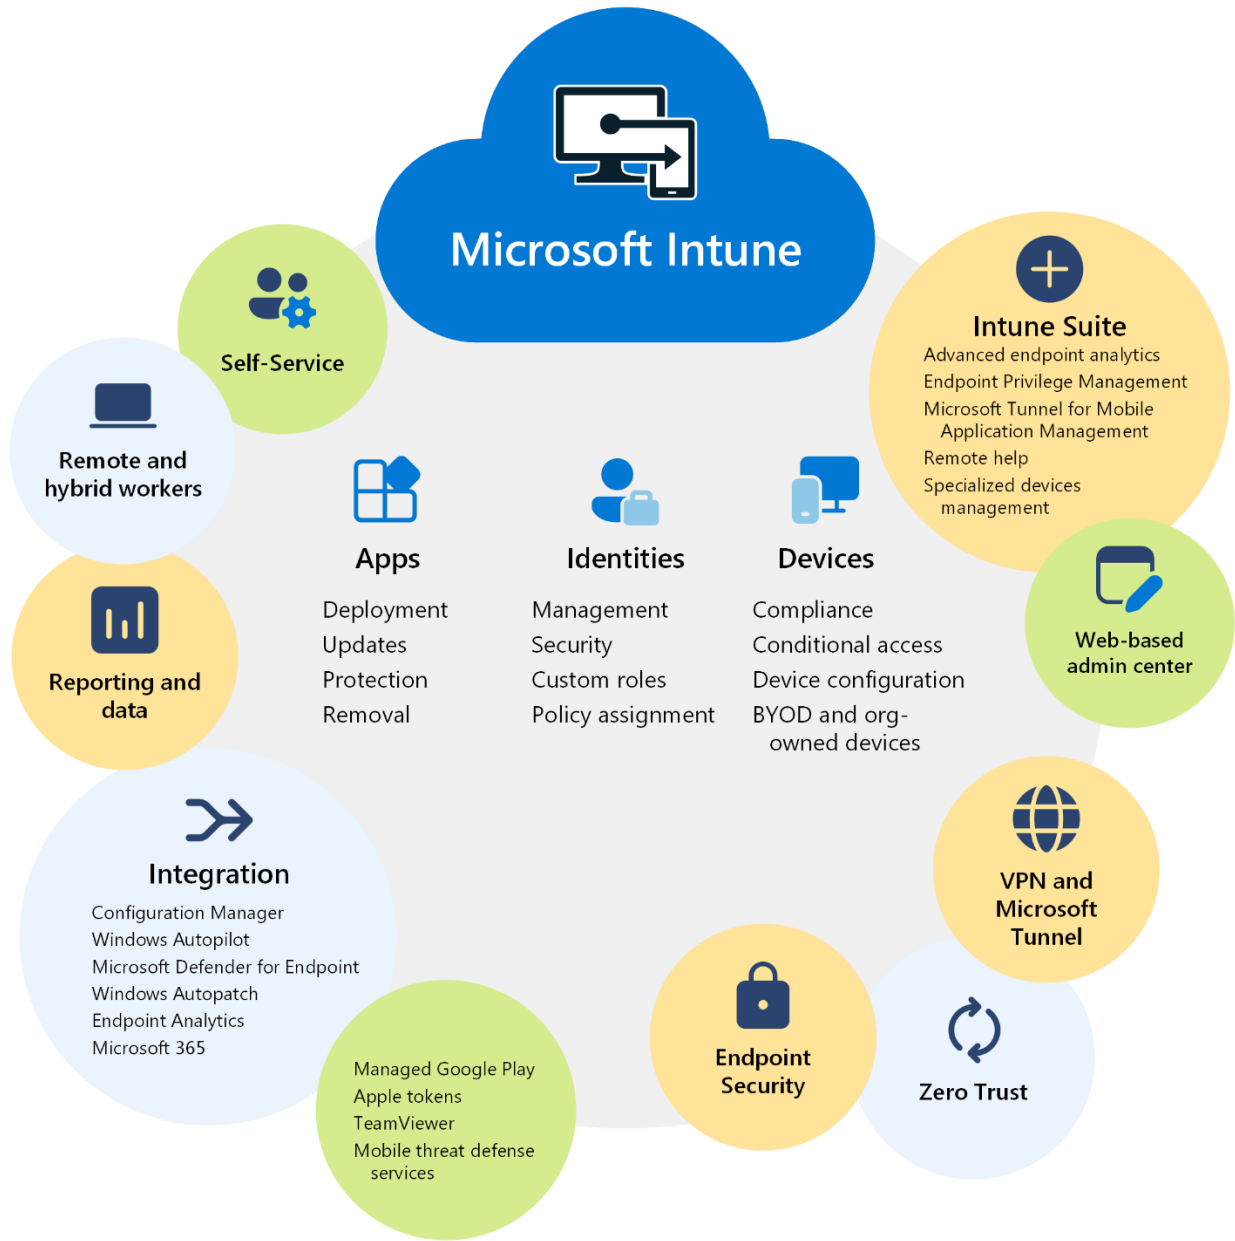 Microsoft Intune
Self-Service
Remote and
hybrid workers
Reporting and
data
Integration
Configuration Manager
Windows Autopilot
Microsoft Defender for Endpoint
Windows Autopatch
Endpoint Analytics
Microsoft 365
Managed Google Play
Apple tokens
TeamViewer
Mobile threat defense
services
Apps
Deployment
Updates
Protection
Removal
Identities
Management
Security
Custom roles
Policy assignment
Devices
Compliance
Conditional access
Device configuration
BYOD and org-
owned devices
Intune Suite
Advanced endpoint analytics
Endpoint Privilege Management
Microsoft Tunnel for Mobile
Application Management
Remote help
Specialized devices
management
Web-based
admin center
VPN and
Microsoft
Tunnel
Zero Trust
Endpoint
Security